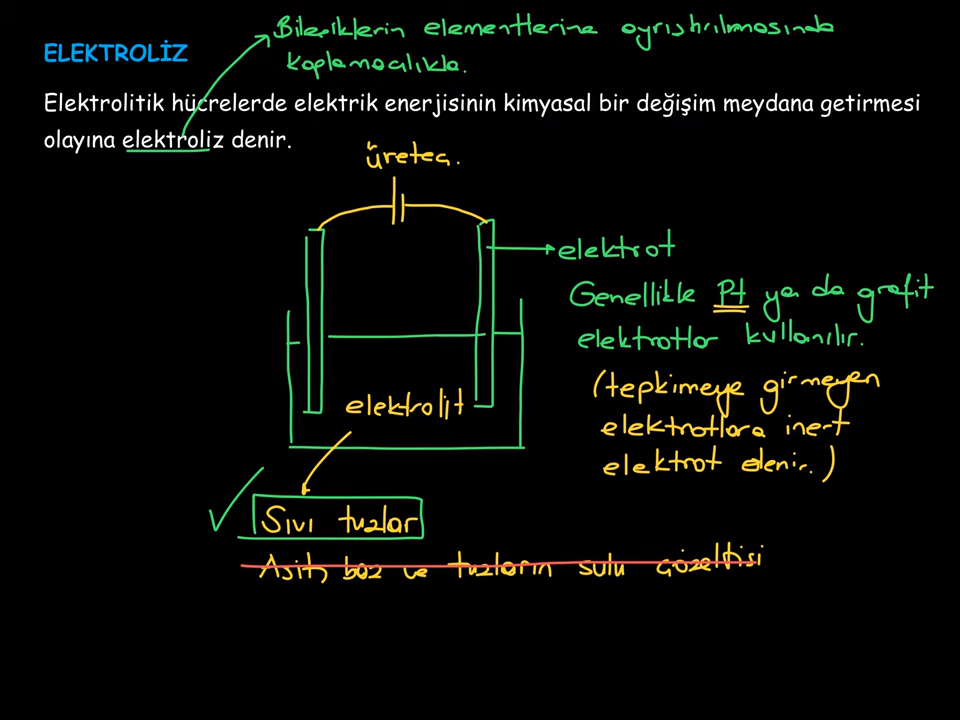 Bileşiklerin elementlerine ayrıştırılmasında
kaplamacılıkta.
ELEKTROLİZ
Elektrolitik hücrelerde elektrik enerjisinin kimyasal bir değişim meydana getirmesi
olayına elektroliz denir.
üreteç.
elektrot
Genellikle Pt ya da grafit
elektrotlar kullanılır.
(tepkimeye girmeyen
elektrotlara inert
elektrot denir.)
elektrolit
Sıvı tuzlar
Asit, baz ve tuzların sulu çözeltisi